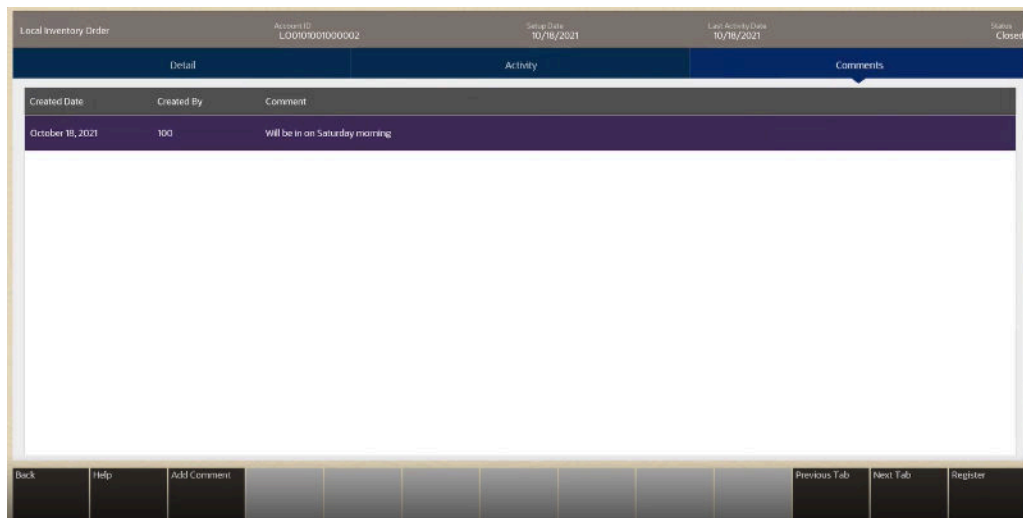 Local Inventory Order
Account ID
LO0101001000002
Setup Date
10/18/2021
Last Activity Date
10/18/2021
Status
Closed
Detail Activity Comments
Created Date Created By Comment
October 18, 2021 100 Will be in on Saturday morning
Back Help Add Comment Previous Tab Next Tab Register